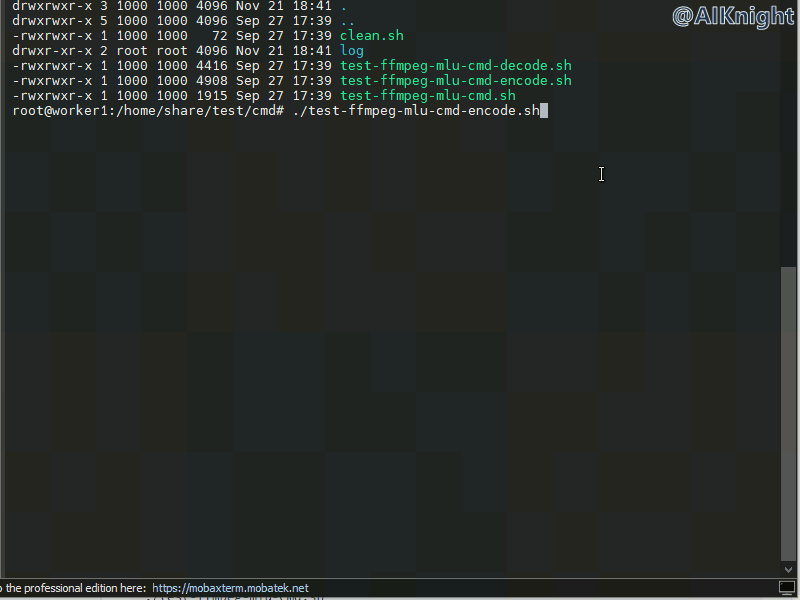 drwxrwxr-x 3 1000 1000 4096 Nov 21 18:41 .
@AIKnight
drwxrwxr-x 5 1000 1000 4096 Sep 27 17:39 ..
-rwxrwxr-x 1 1000 1000   72 Sep 27 17:39 clean.sh
drwxr-xr-x 2 root root 4096 Nov 21 18:41 log
-rwxrwxr-x 1 1000 1000 4416 Sep 27 17:39 test-ffmpeg-mlu-cmd-decode.sh
-rwxrwxr-x 1 1000 1000 4908 Sep 27 17:39 test-ffmpeg-mlu-cmd-encode.sh
-rwxrwxr-x 1 1000 1000 1915 Sep 27 17:39 test-ffmpeg-mlu-cmd.sh
root@worker1:/home/share/test/cmd# ./test-ffmpeg-mlu-cmd-encode.sh
the professional edition here: https://mobaxterm.mobatek.net